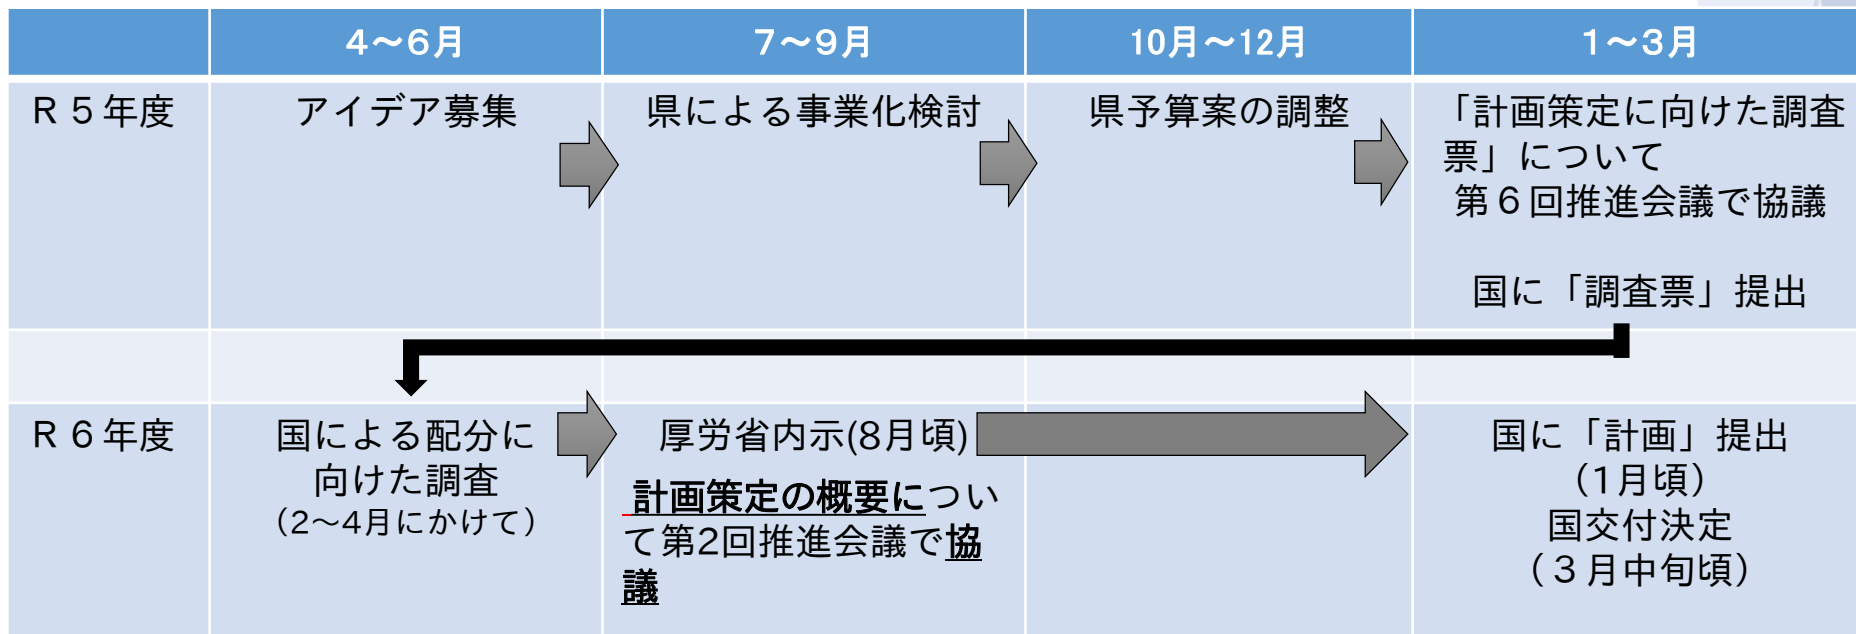 4～6月
7～9月
10月～12月
1～3月
R５年度
アイデア募集
県による事業化検討
県予算案の調整
「計画策定に向けた調査
票」について
第６回推進会議で協議
国に「調査票」提出
R６年度
国による配分に
向けた調査
（2～4月にかけて）
厚労省内示(8月頃)
計画策定の概要につい
て第2回推進会議で協
議
国に「計画」提出
（1月頃）
国交付決定
（３月中旬頃）